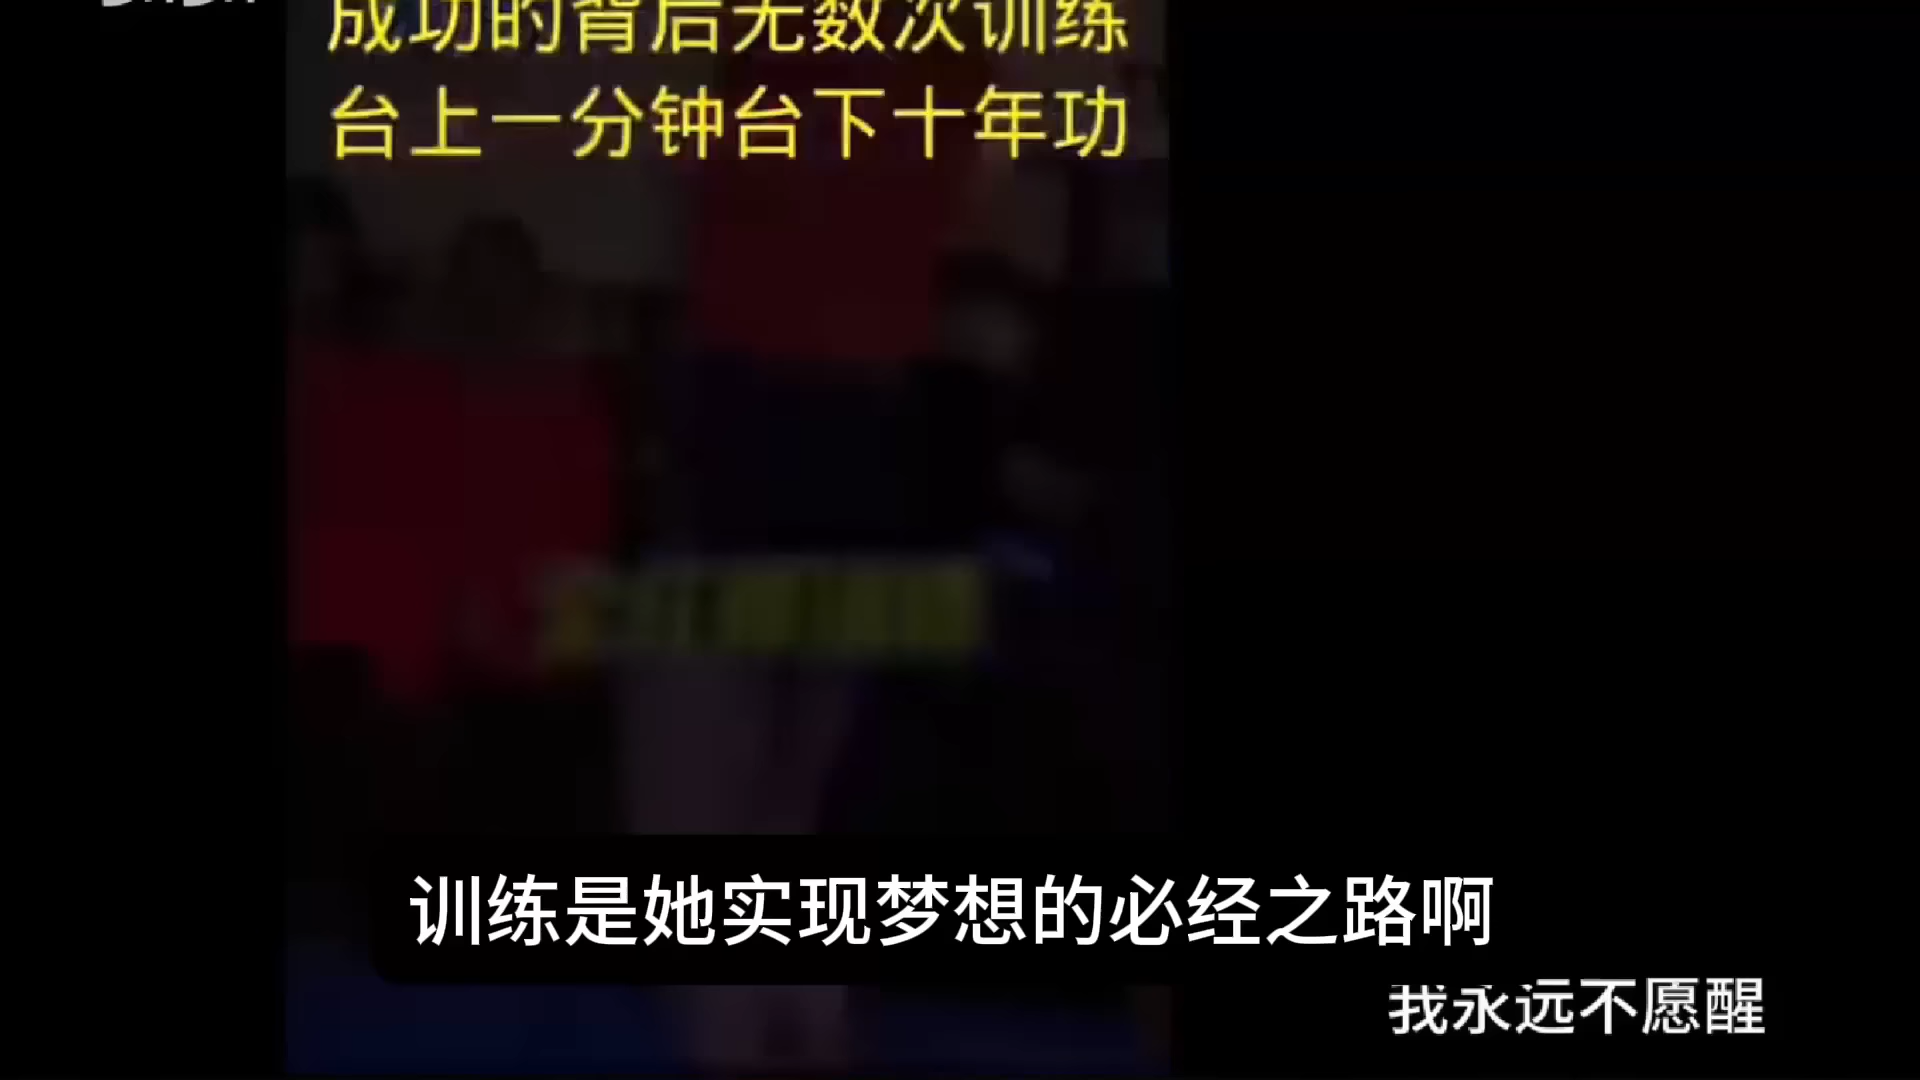 成功的背后无数次训练
台上一分钟台下十年功
训练是她实现梦想的必经之路啊
我永远不愿醒